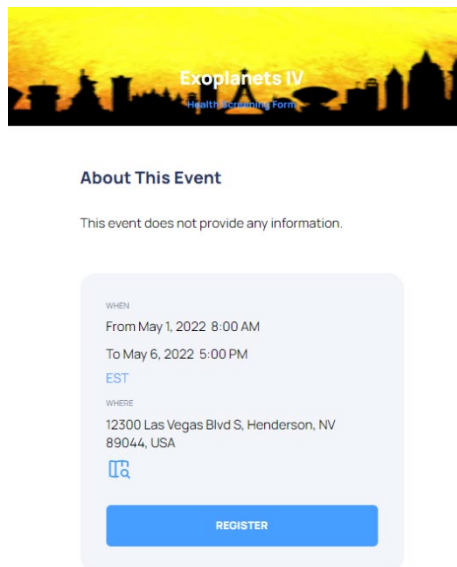 Exoplanets IV
Health Screening Form
About This Event
This event does not provide any information.
WHEN
From May 1, 2022 8:00 AM
To May 6, 2022 5:00 PM
EST
WHERE
12300 Las Vegas Blvd S, Henderson, NV
89044, USA
REGISTER